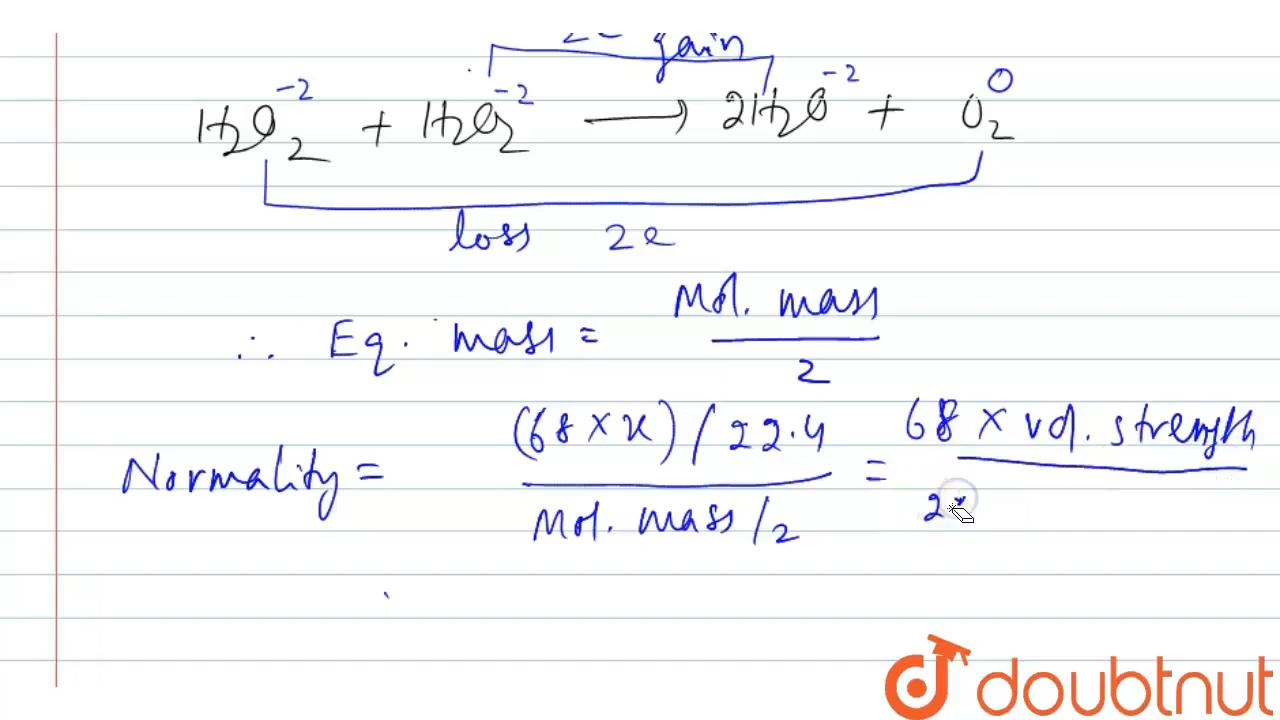 2e gain
H₂O₂⁻² + H₂O₂⁻² ⟶ 2H₂O⁻² + O₂⁰
loss 2e
∴ Eq. mass = Mol. mass / 2
Normality = (68 × x) / 22.4 / Mol. mass / 2 = 68 × vol. strength / 2
doubtnut